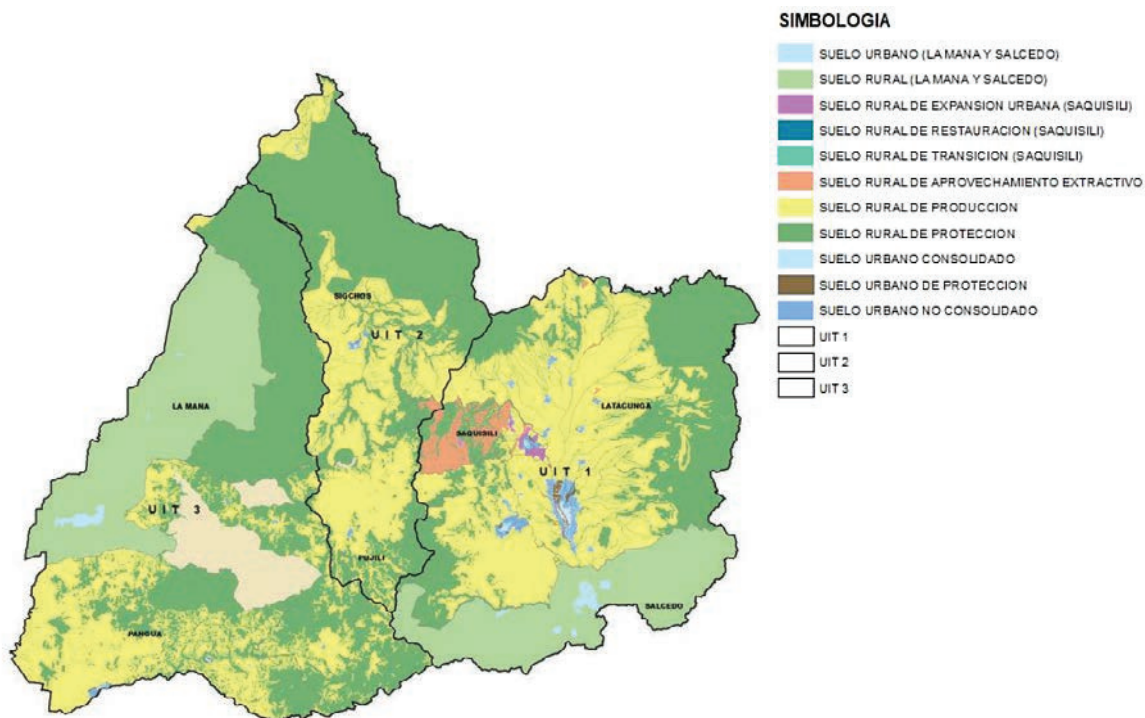 SIMBOLOGIA
SUELO URBANO (LA MANA Y SALCEDO)
SUELO RURAL (LA MANA Y SALCEDO)
SUELO RURAL DE EXPANSION URBANA (SAQUISILI)
SUELO RURAL DE RESTAURACION (SAQUISILI)
SUELO RURAL DE TRANSICION (SAQUISILI)
SUELO RURAL DE APROVECHAMIENTO EXTRACTIVO
SUELO RURAL DE PRODUCCION
SUELO RURAL DE PROTECCION
SUELO URBANO CONSOLIDADO
SUELO URBANO DE PROTECCION
SUELO URBANO NO CONSOLIDADO
UIT 1
UIT 2
UIT 3
SIGCHOS
UIT 2
LA MANA
LATACUNGA
SAQUISILI
UIT 1
UIT 3
PUJILI
SALCEDO
PANGUA